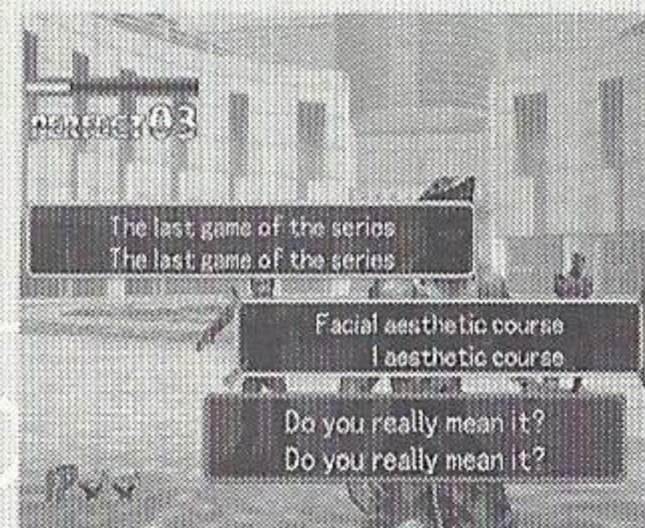 PERFECT 03
The last game of the series
The last game of the series
Facial aesthetic course
l aesthetic course
Do you really mean it?
Do you really mean it?